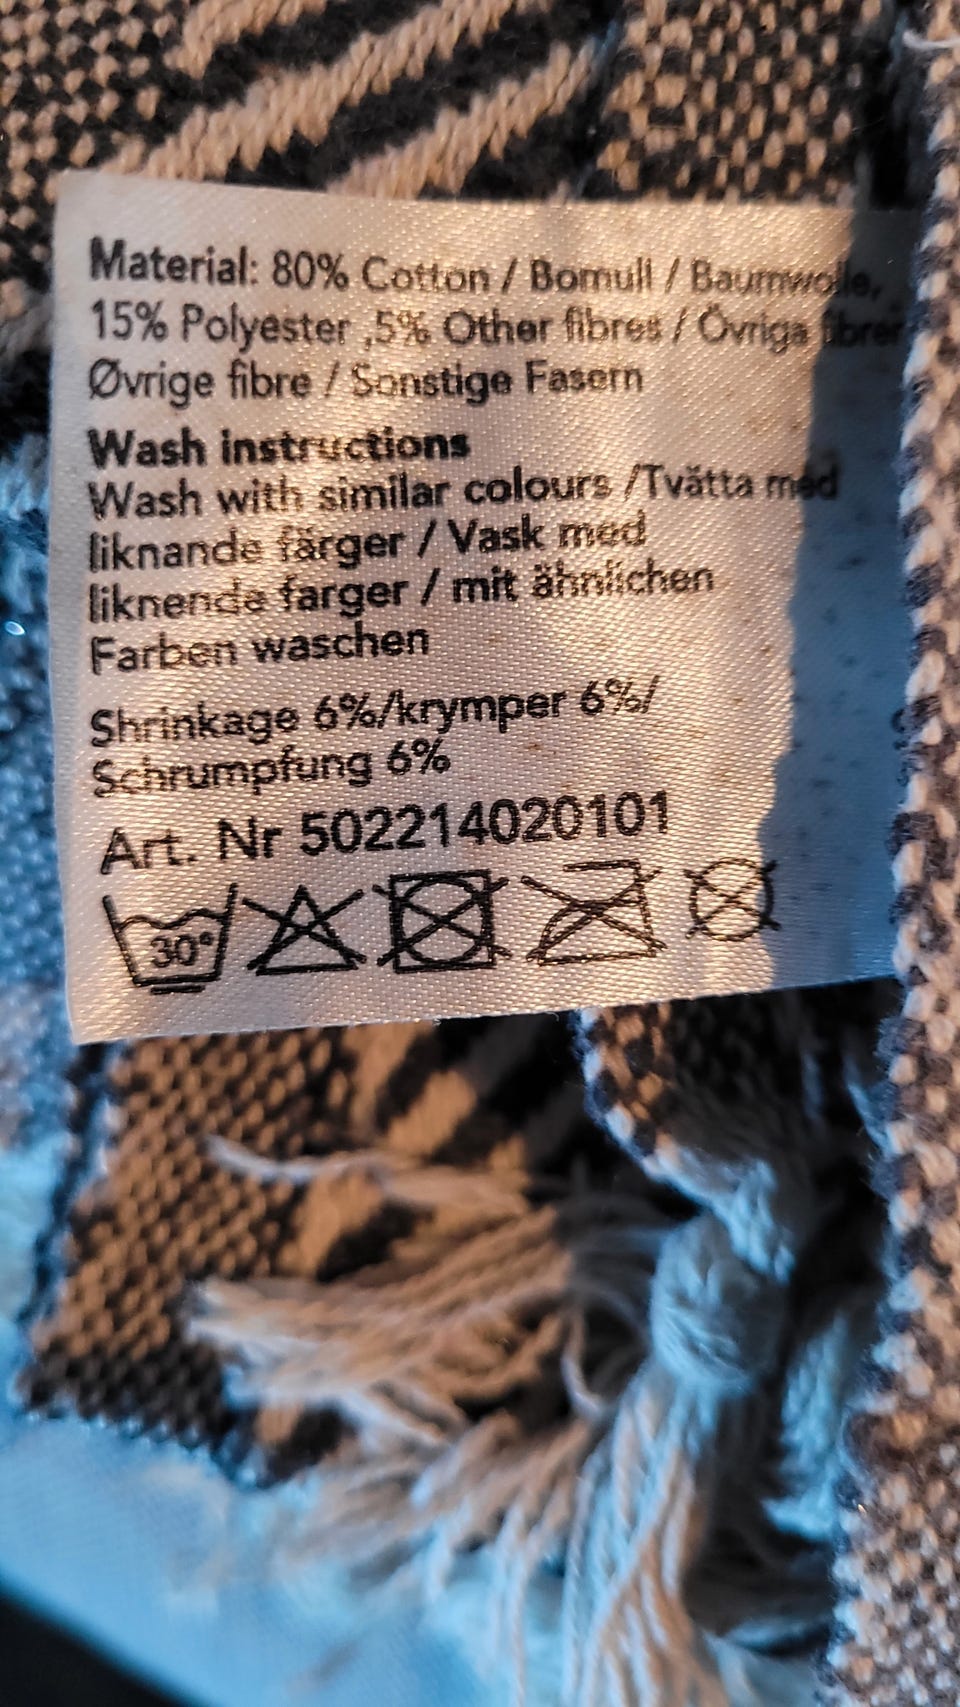 Material: 80% Cotton / Bomull / Baumwolle,
15% Polyester ,5% Other fibres / Övriga fibrer
Øvrige fibre / Sonstige Fasern
Wash instructions
Wash with similar colours /Tvätta med
liknande färger / Vask med
liknende farger / mit ähnlichen
Farben waschen
Shrinkage 6%/krymper 6%/
Schrumpfung 6%
Art. Nr 502214020101
30°